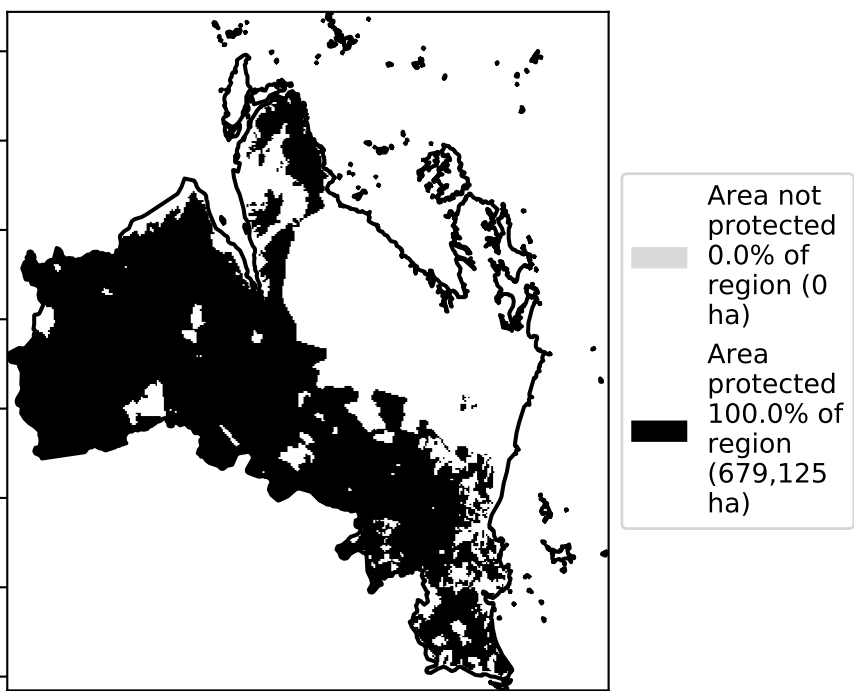 Area not
protected
0.0% of
region (0
ha)
Area
protected
100.0% of
region
(679,125
ha)